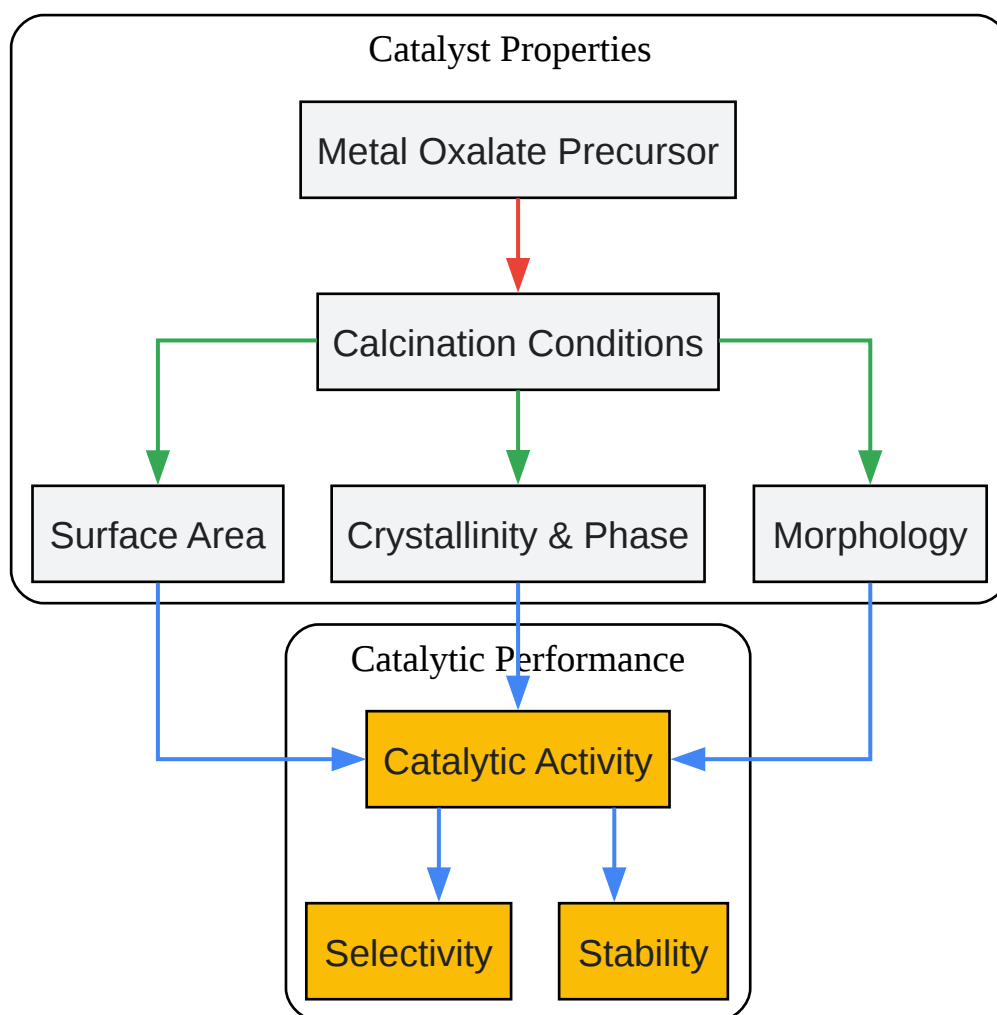 Catalyst Properties
Metal Oxalate Precursor
Calcination Conditions
Surface Area
Crystallinity & Phase
Morphology
Catalytic Performance
Catalytic Activity
Selectivity
Stability